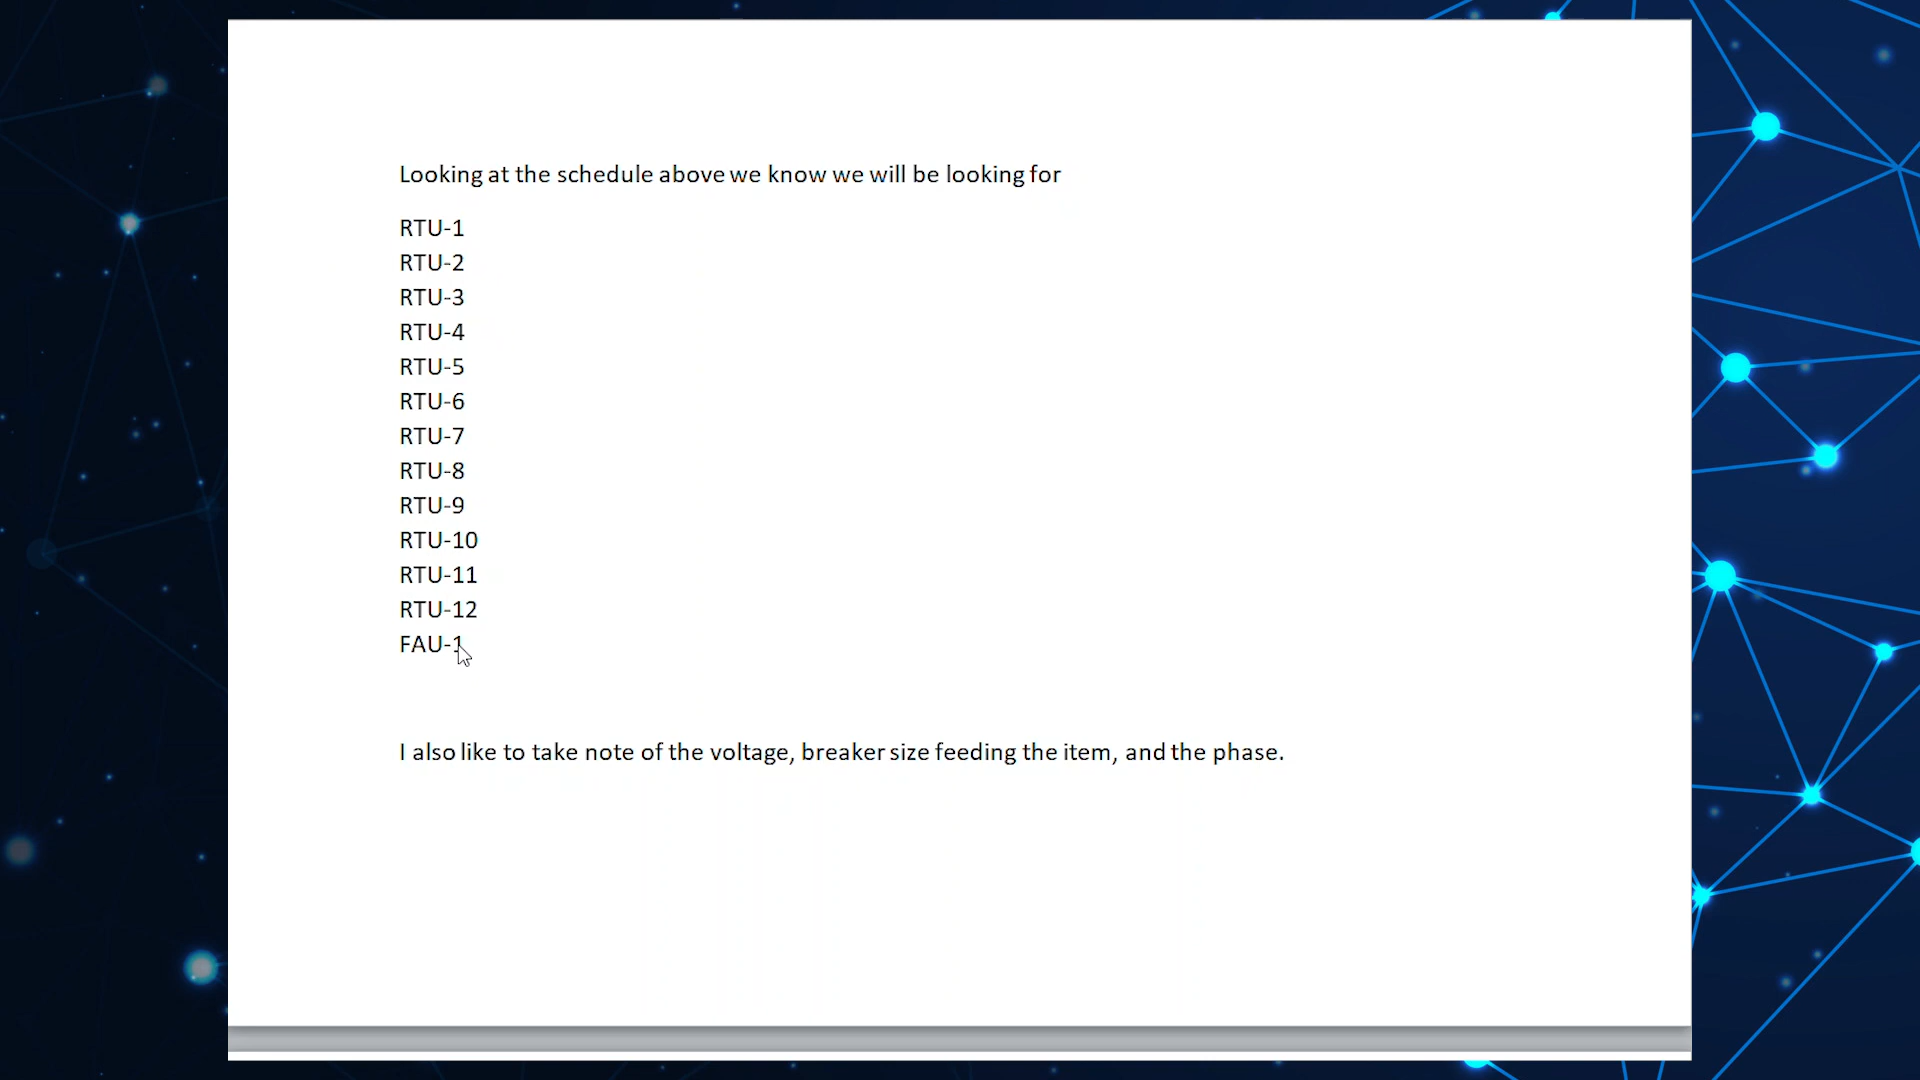 Looking at the schedule above we know we will be looking for
RTU-1
RTU-2
RTU-3
RTU-4
RTU-5
RTU-6
RTU-7
RTU-8
RTU-9
RTU-10
RTU-11
RTU-12
FAU-1
I also like to take note of the voltage, breaker size feeding the item, and the phase.